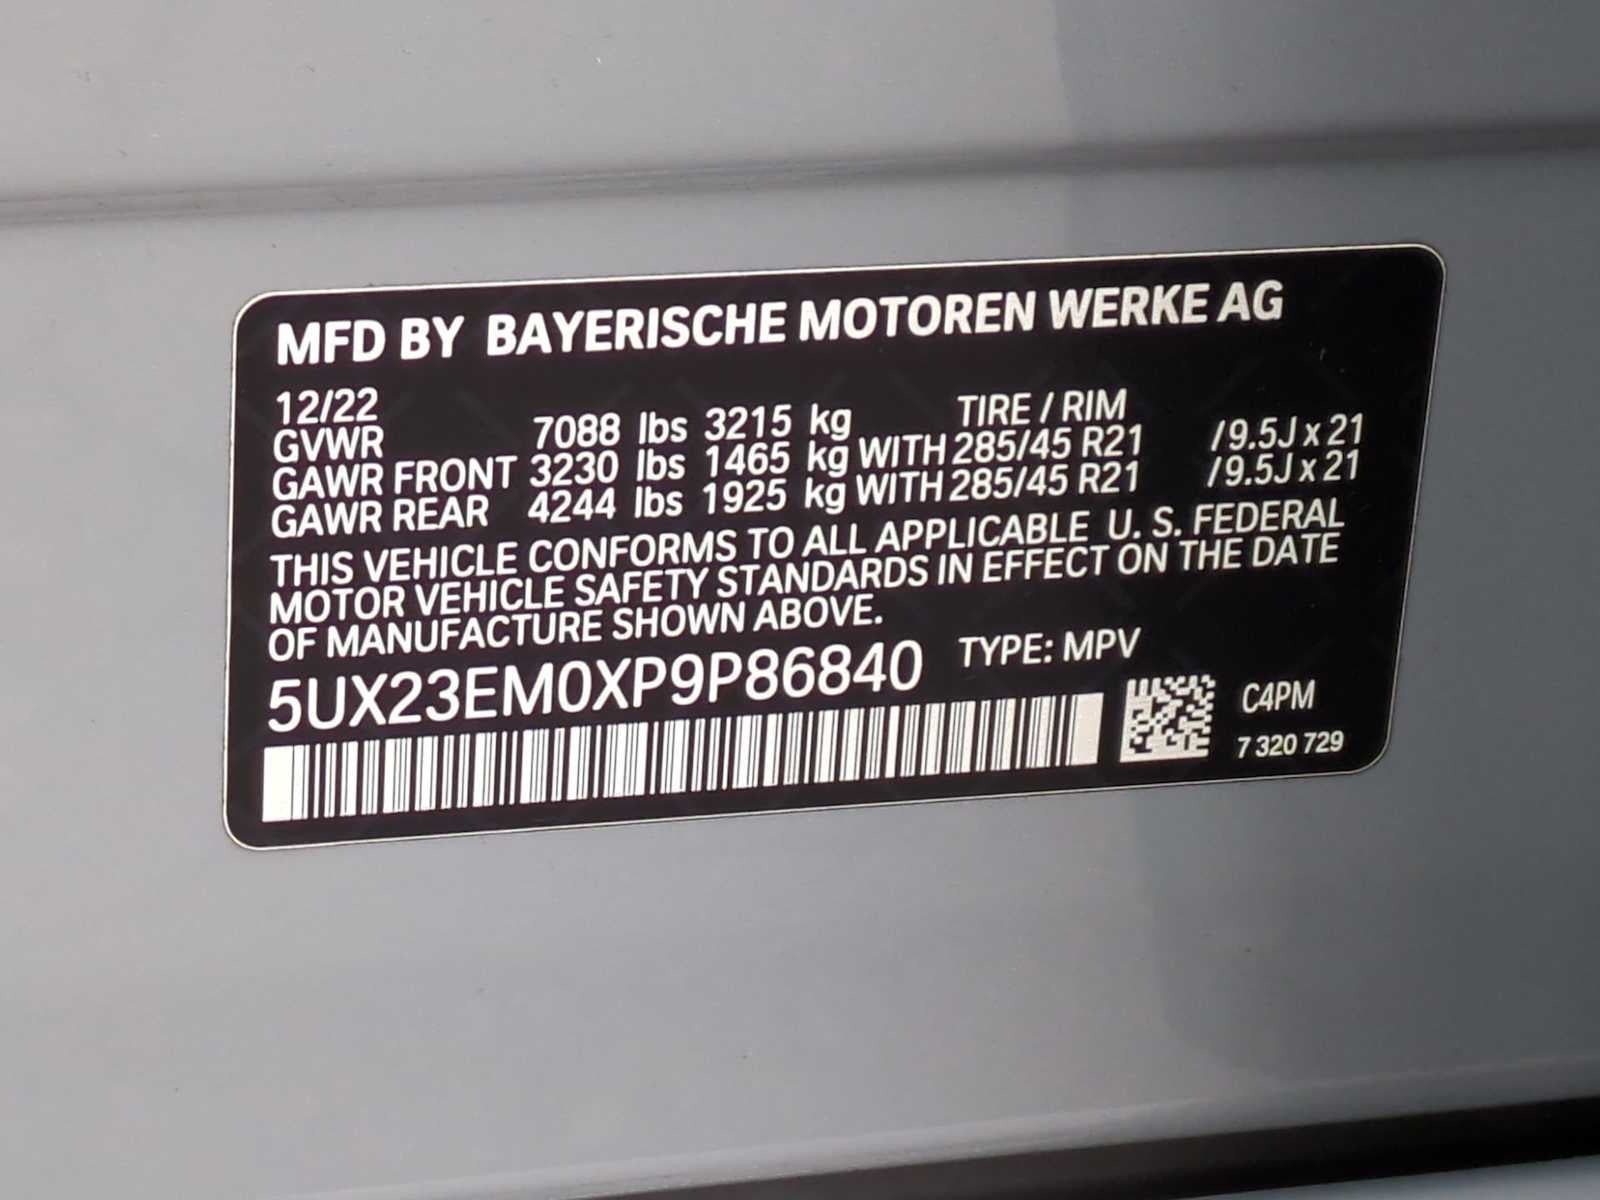 MFD BY BAYERISCHE MOTOREN WERKE AG
12/22
GVWR 7088 lbs 3215 kg TIRE / RIM
GAWR FRONT 3230 lbs 1465 kg WITH 285/45 R21 /9.5J x 21
GAWR REAR 4244 lbs 1925 kg WITH 285/45 R21 /9.5J x 21
THIS VEHICLE CONFORMS TO ALL APPLICABLE U. S. FEDERAL
MOTOR VEHICLE SAFETY STANDARDS IN EFFECT ON THE DATE
OF MANUFACTURE SHOWN ABOVE.
5UX23EM0XP9P86840 TYPE: MPV
C4PM
7 320 729